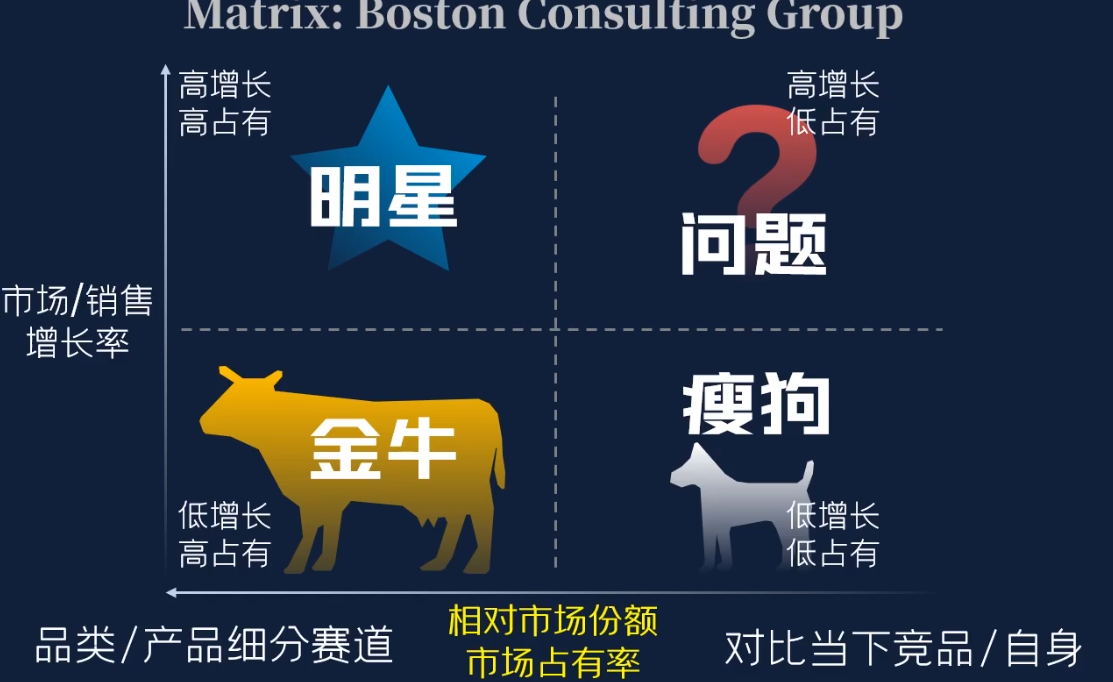 Matrix: Boston Consulting Group
高增长
高占有
高增长
低占有
明星
问题
市场/销售
增长率
金牛
瘦狗
低增长
高占有
低增长
低占有
相对市场份额
市场占有率
品类/产品细分赛道
对比当下竞品/自身